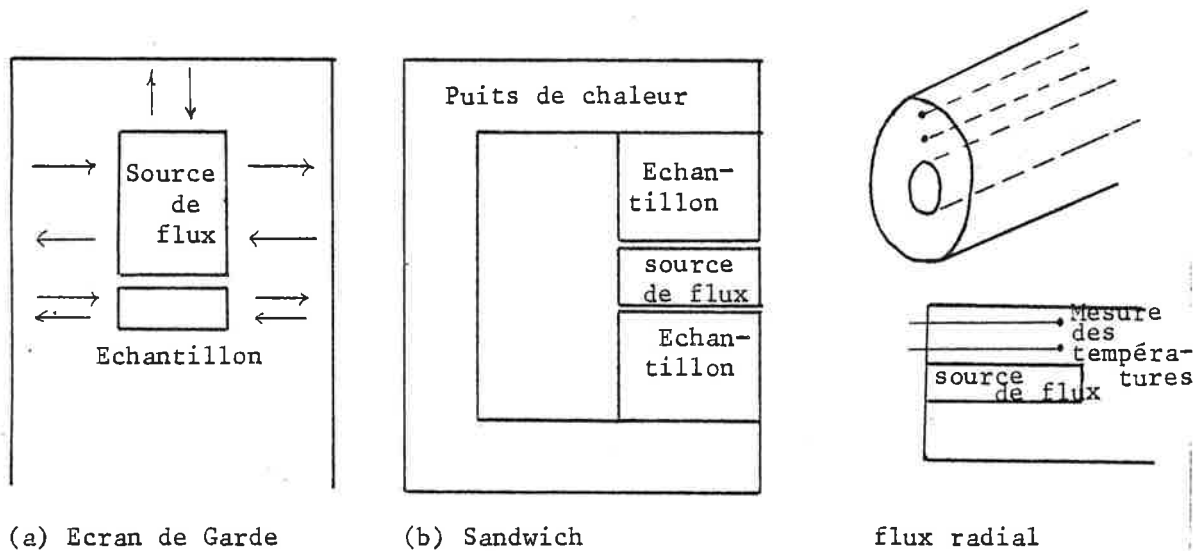 Source
de
flux
Echantillon
(a) Ecran de Garde
Puits de chaleur
Echan-
tillon
source
de flux
Echan-
tillon
(b) Sandwich
Mesure
des
tempéra-
tures
source
de flux
flux radial